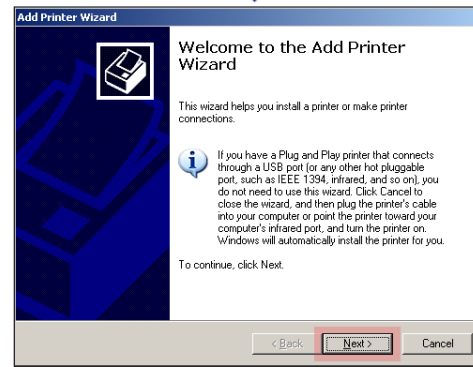 Add Printer Wizard
Welcome to the Add Printer
Wizard
This wizard helps you install a printer or make printer
connections.
If you have a Plug and Play printer that connects
through a USB port (or any other hot pluggable
port, such as IEEE 1394, infrared, and so on), you
do not need to use this wizard. Click Cancel to
close the wizard, and then plug the printer's cable
into your computer or point the printer toward your
computer's infrared port, and turn the printer on.
Windows will automatically install the printer for you.
To continue, click Next.
< Back Next > Cancel